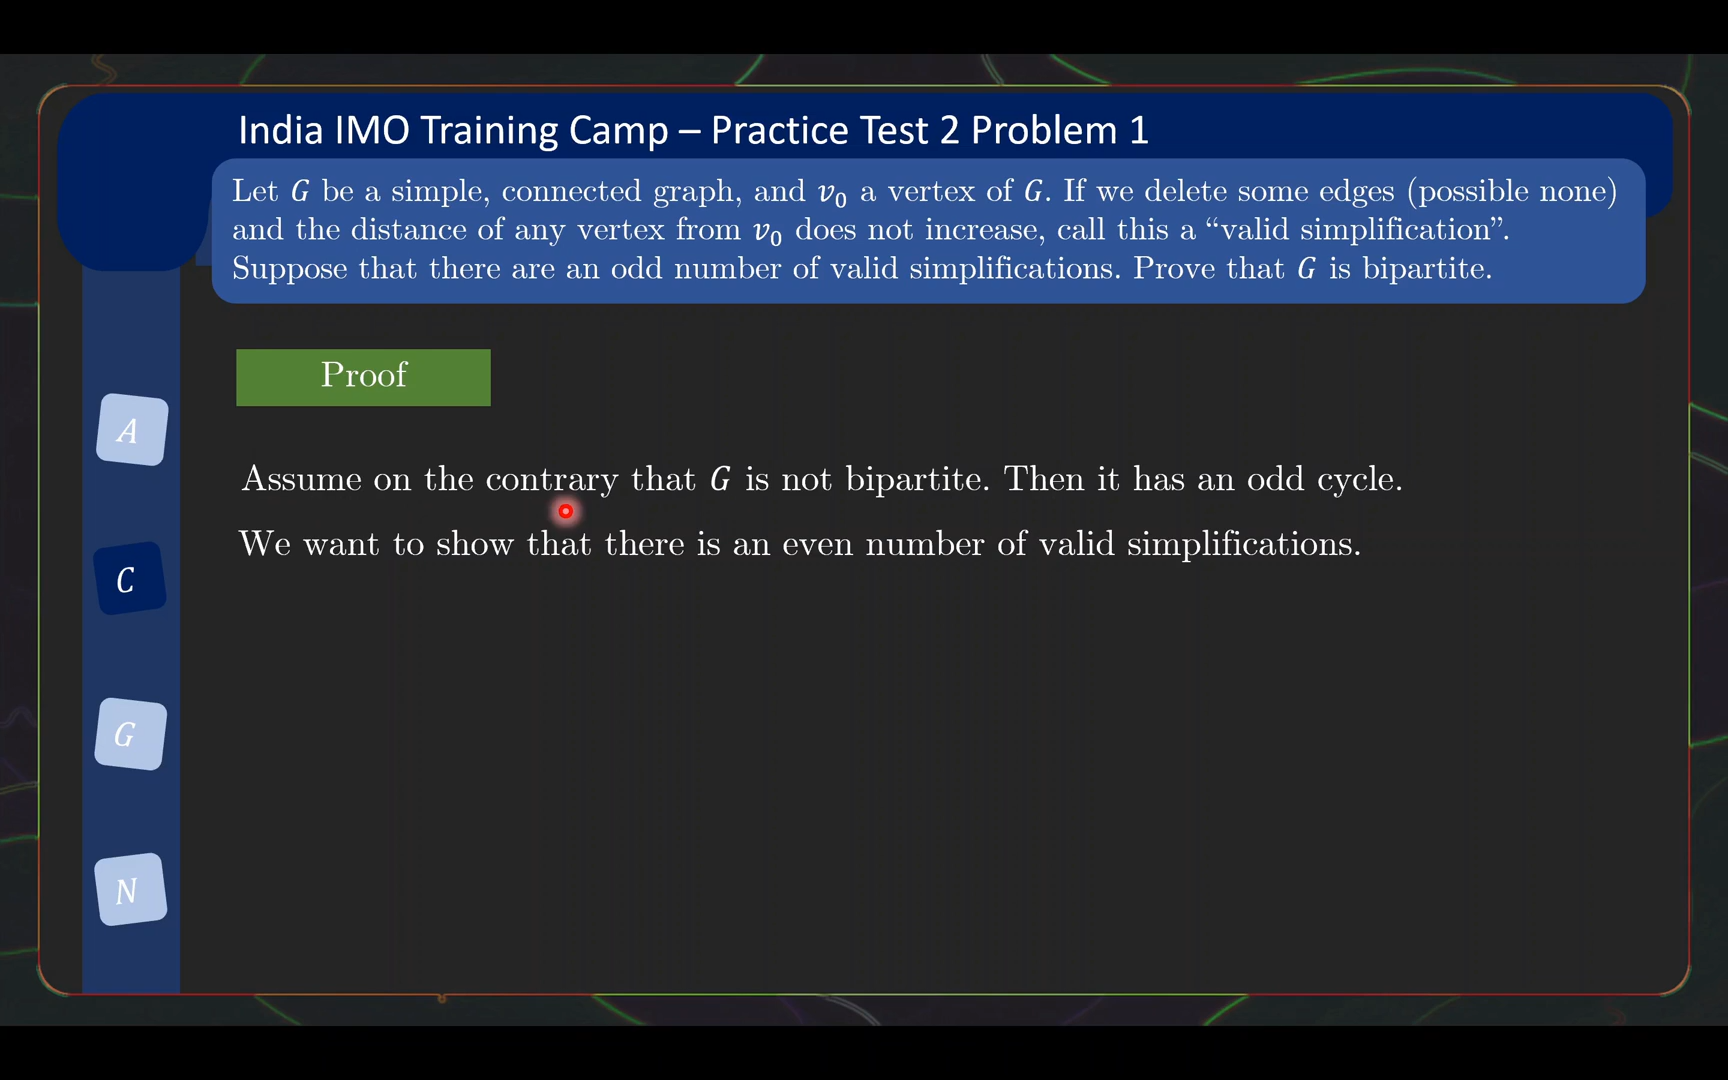 India IMO Training Camp – Practice Test 2 Problem 1
Let G be a simple, connected graph, and v₀ a vertex of G. If we delete some edges (possible none)
and the distance of any vertex from v₀ does not increase, call this a “valid simplification”.
Suppose that there are an odd number of valid simplifications. Prove that G is bipartite.
Proof
Assume on the contrary that G is not bipartite. Then it has an odd cycle.
We want to show that there is an even number of valid simplifications.
A
C
G
N